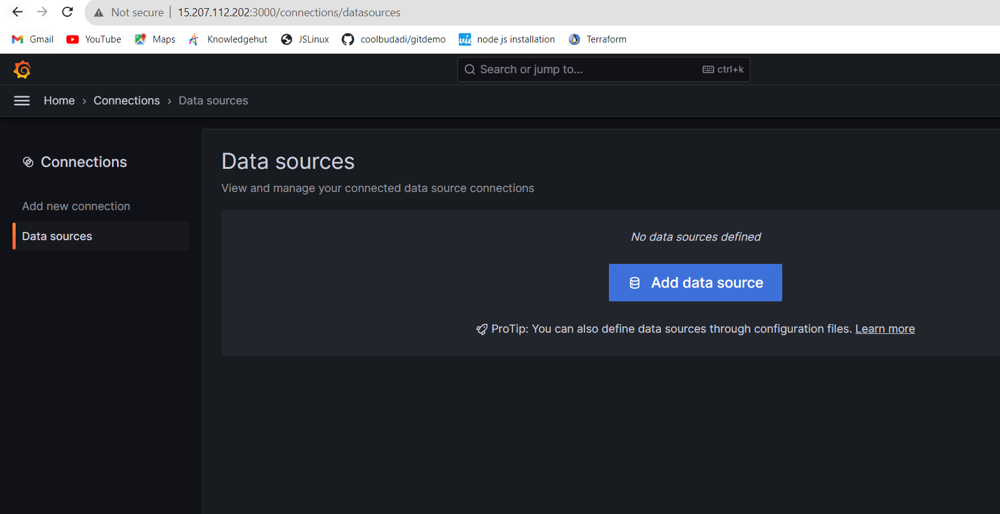 Not secure | 15.207.112.202:3000/connections/datasources
Gmail YouTube Maps Knowledgehut JSLinux coolbudadi/gitdemo node js installation Terraform
Search or jump to... ctrl+k
Home › Connections › Data sources
Connections
Add new connection
Data sources
Data sources
View and manage your connected data source connections
No data sources defined
Add data source
ProTip: You can also define data sources through configuration files. Learn more